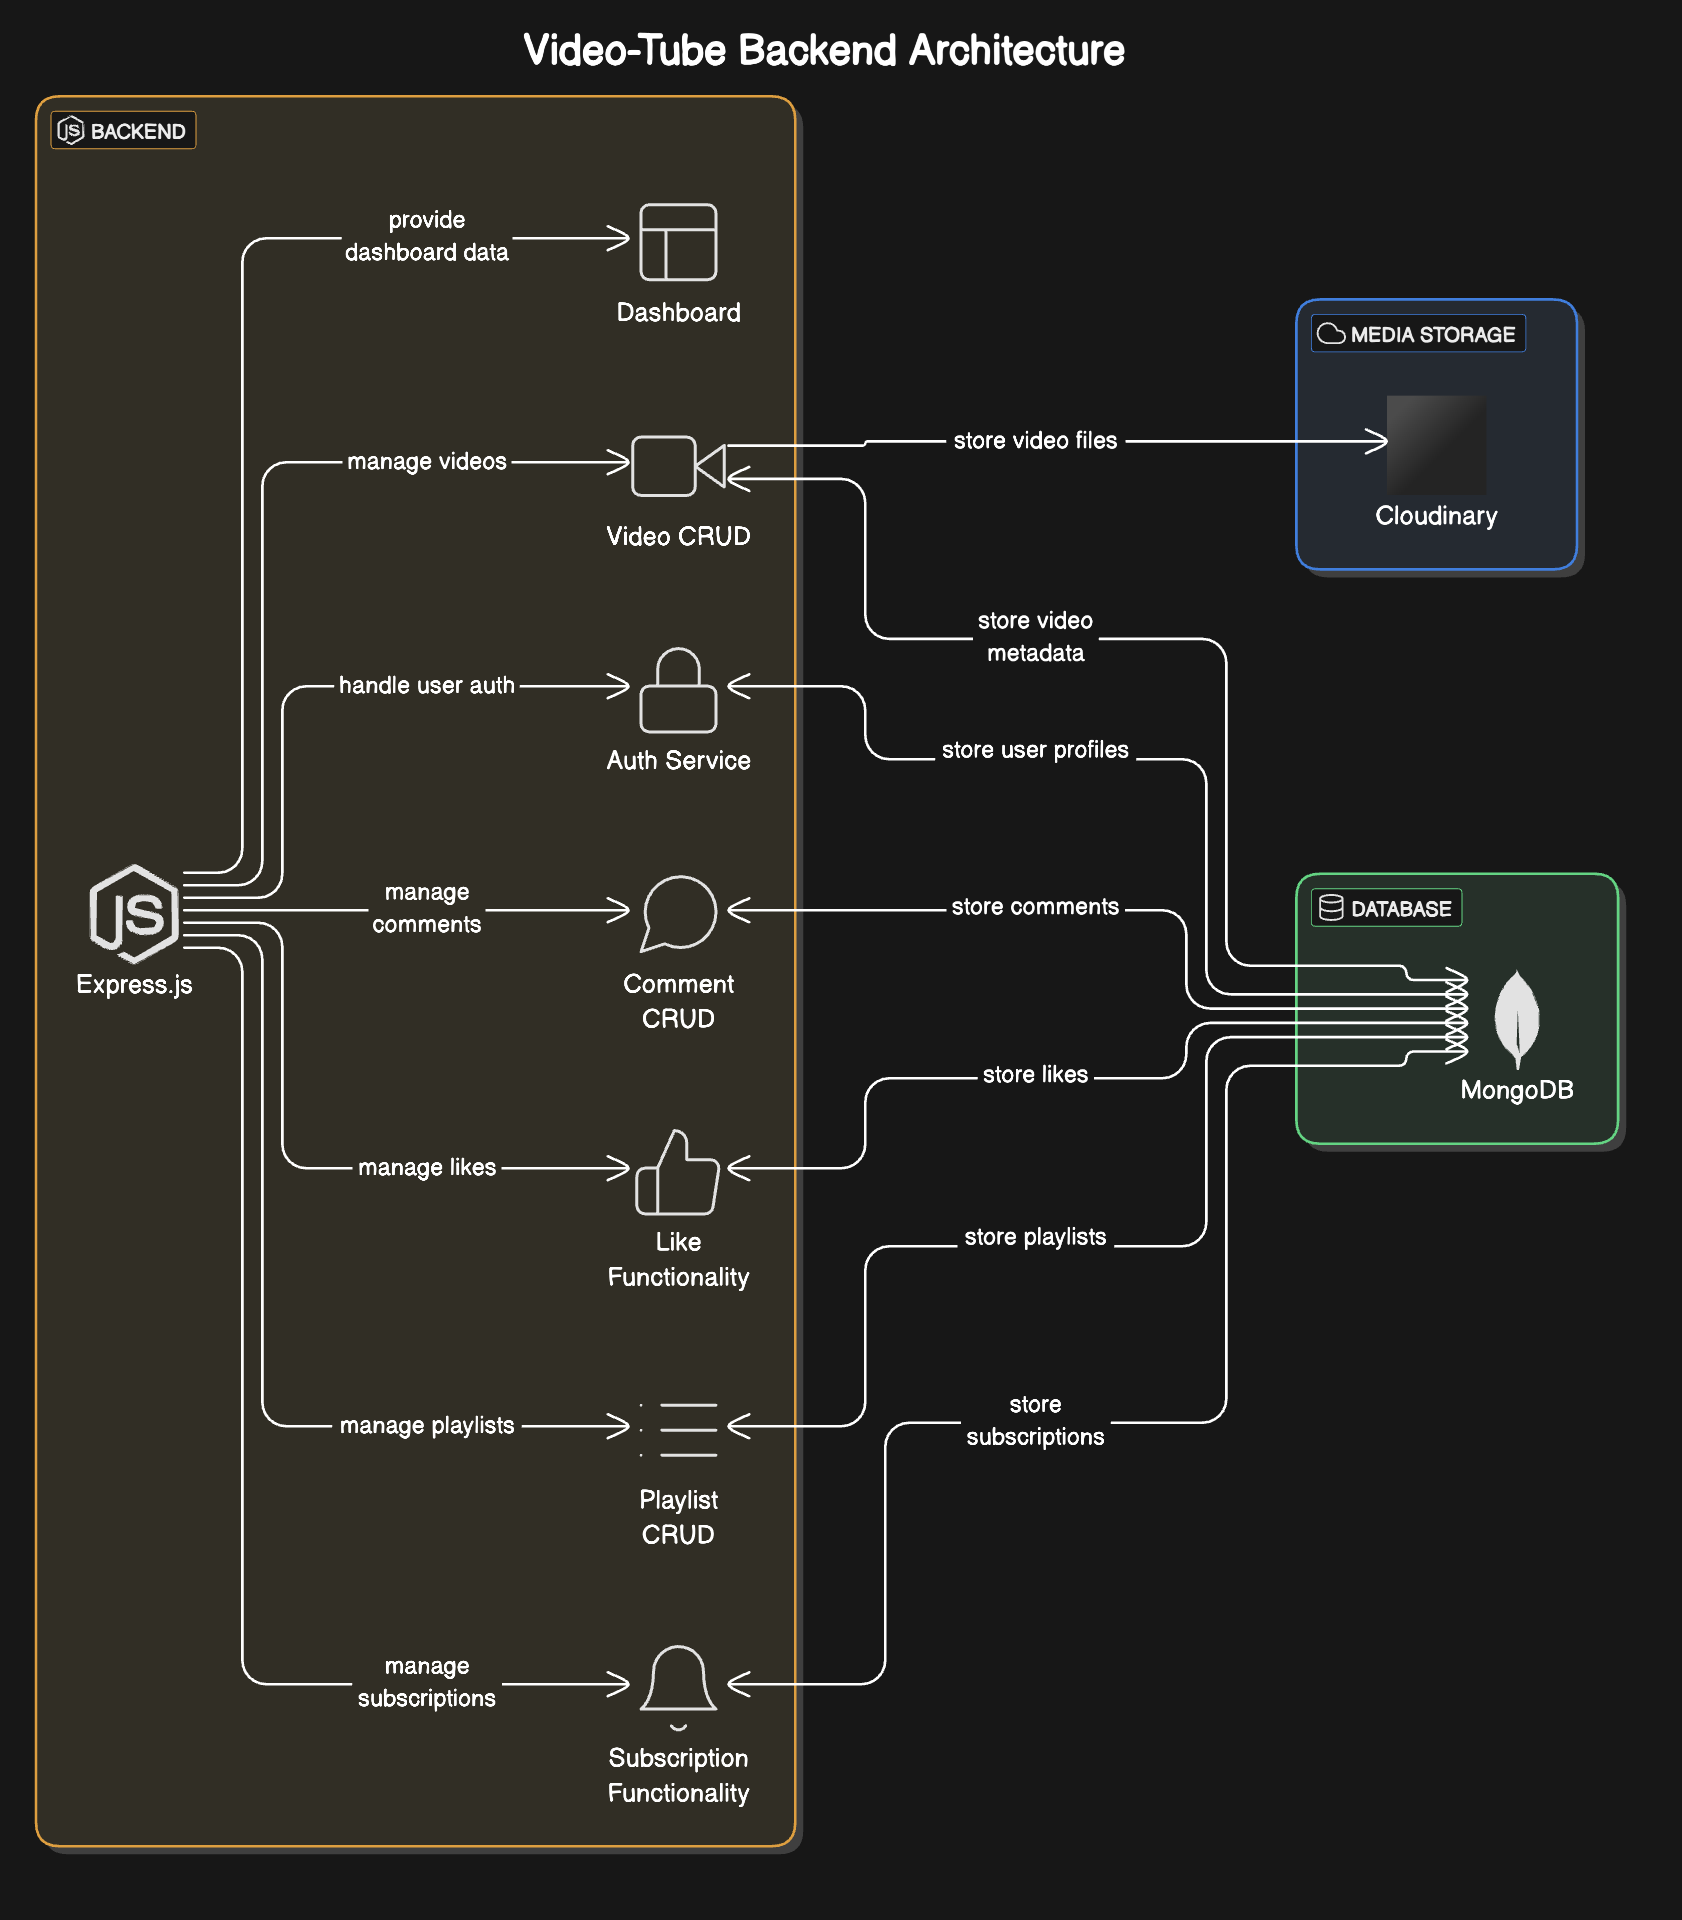 Video-Tube Backend Architecture
JS BACKEND
provide
dashboard data
Dashboard
MEDIA STORAGE
manage videos
Video CRUD
store video files
Cloudinary
store video
metadata
handle user auth
Auth Service
store user profiles
JS
Express.js
manage
comments
Comment
CRUD
store comments
DATABASE
MongoDB
store likes
manage likes
Like
Functionality
store playlists
manage playlists
Playlist
CRUD
store
subscriptions
manage
subscriptions
Subscription
Functionality